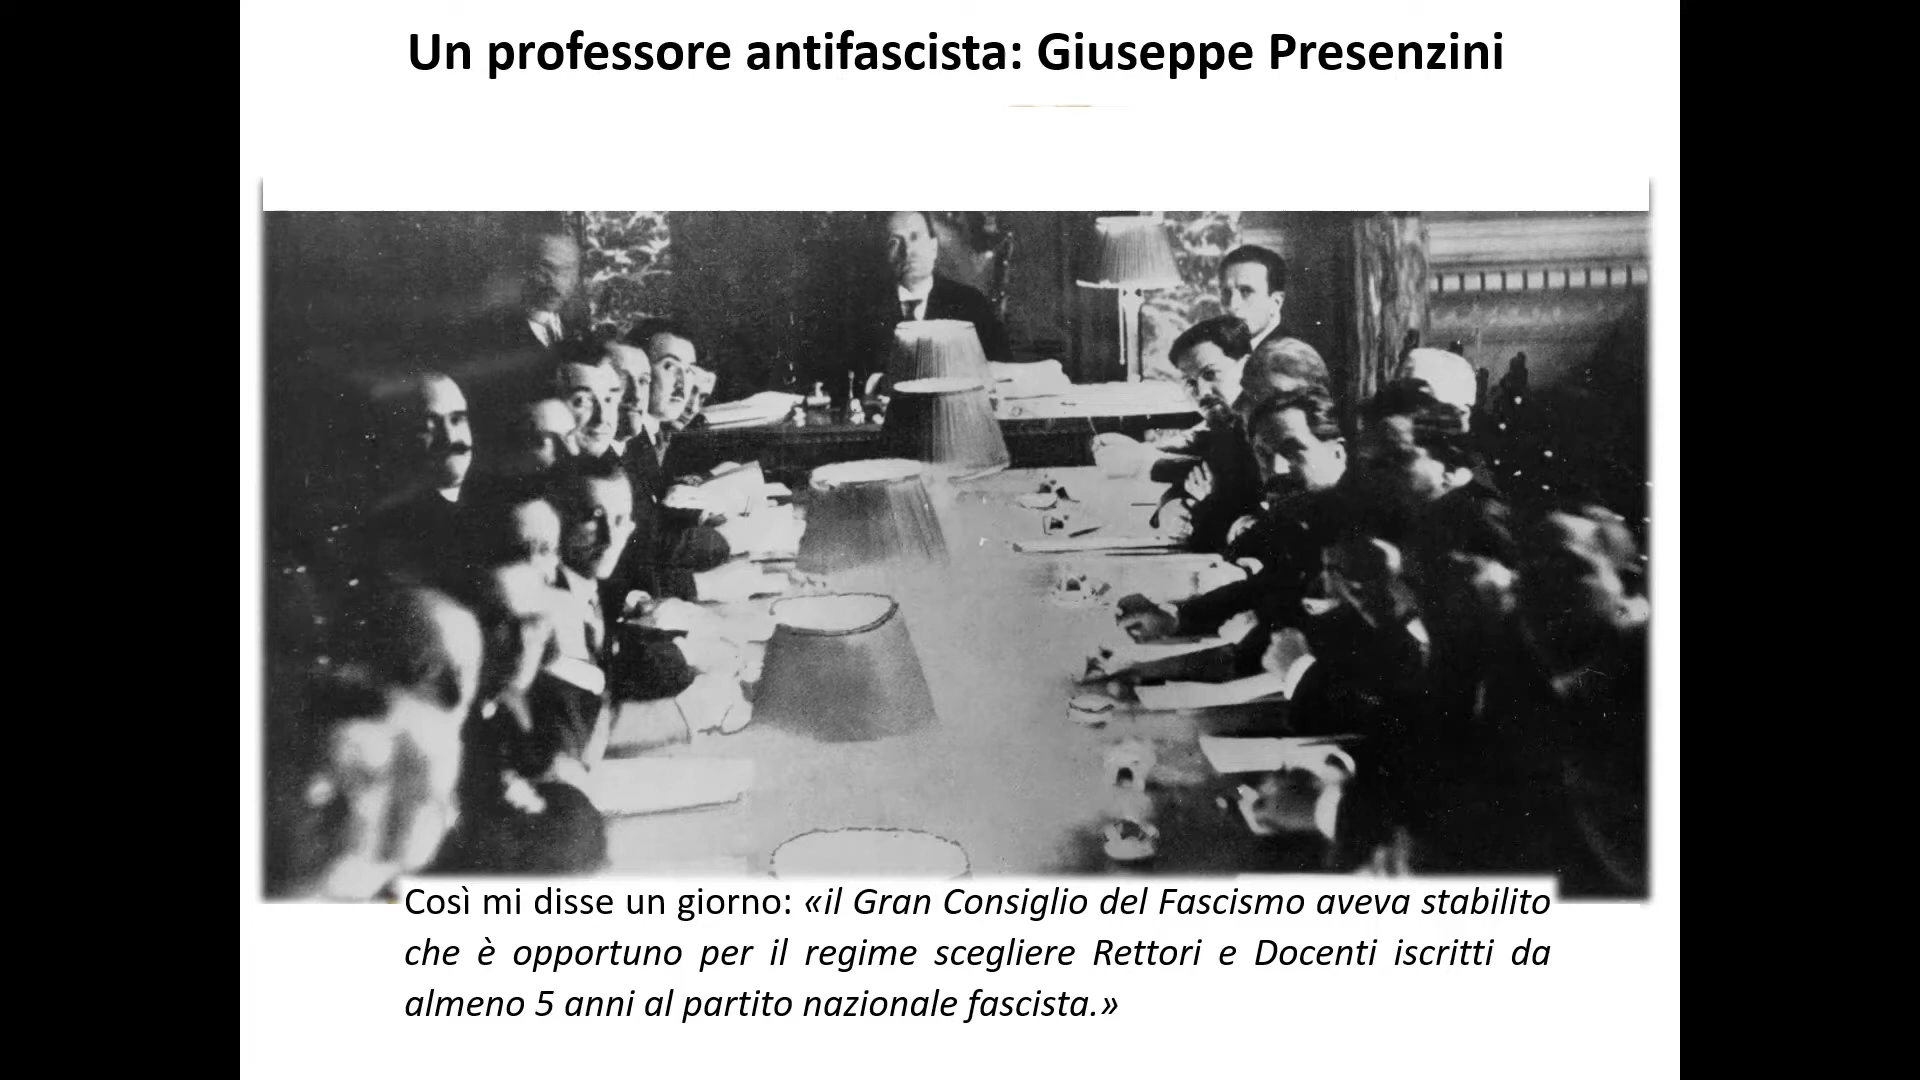 Un professore antifascista: Giuseppe Presenzini
Così mi disse un giorno: «il Gran Consiglio del Fascismo aveva stabilito
che è opportuno per il regime scegliere Rettori e Docenti iscritti da
almeno 5 anni al partito nazionale fascista.»